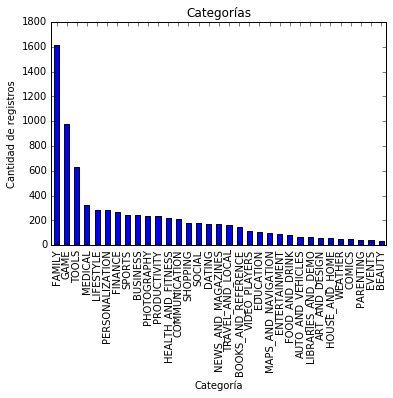 Categorías
1800
1600
1400
1200
1000
800
600
400
200
0
Cantidad de registros
FAMILY
GAME
TOOLS
MEDICAL
LIFESTYLE
PERSONALIZATION
FINANCE
SPORTS
BUSINESS
PHOTOGRAPHY
PRODUCTIVITY
HEALTH_AND_FITNESS
COMMUNICATION
SHOPPING
SOCIAL
DATING
NEWS_AND_MAGAZINES
TRAVEL_AND_LOCAL
BOOKS_AND_REFERENCE
VIDEO_PLAYERS
EDUCATION
MAPS_AND_NAVIGATION
ENTERTAINMENT
FOOD_AND_DRINK
AUTO_AND_VEHICLES
LIBRARIES_AND_DEMO
ART_AND_DESIGN
HOUSE_AND_HOME
WEATHER
COMICS
PARENTING
EVENTS
BEAUTY
Categoría